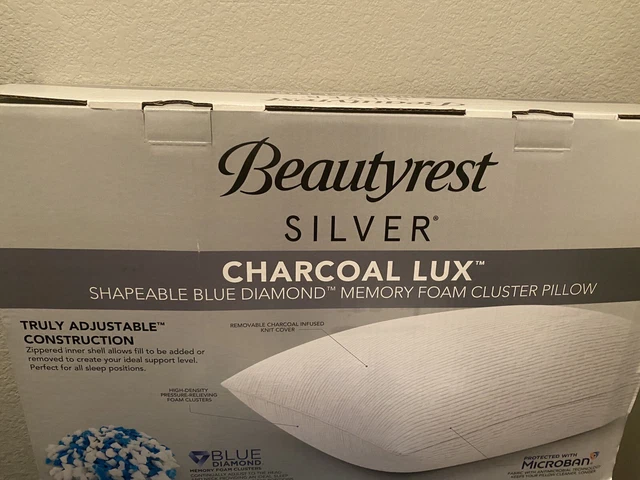 Beautyrest
Beautyrest
SILVER®
CHARCOAL LUX™
SHAPEABLE BLUE DIAMOND™ MEMORY FOAM CLUSTER PILLOW
TRULY ADJUSTABLE™
CONSTRUCTION
Zippered inner shell allows fill to be added or
removed to create your ideal support level.
Perfect for all sleep positions.
REMOVABLE CHARCOAL INFUSED
KNIT COVER
HIGH-DENSITY
PRESSURE-RELIEVING
FOAM CLUSTERS
BLUE
DIAMOND
MEMORY FOAM CLUSTERS
PROTECTED WITH
MICROBAN®